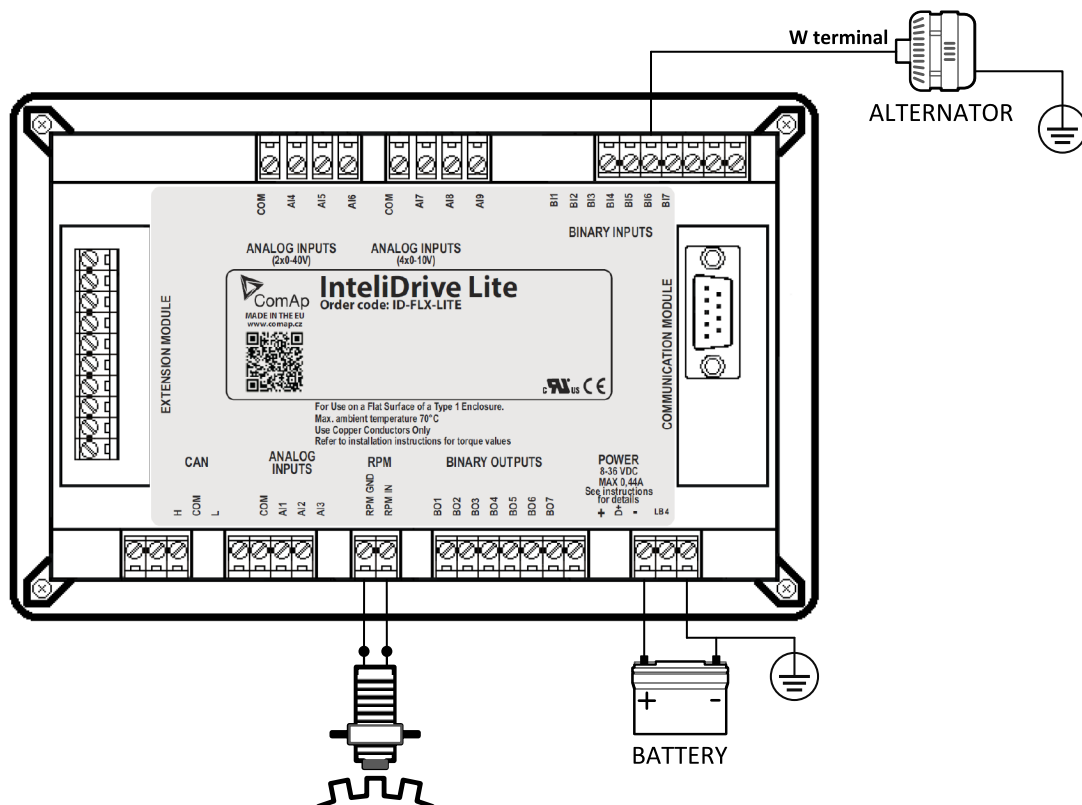 W terminal
ALTERNATOR
COM AI4 AI5 AI6 COM AI7 AI8 AI9 BI1 BI2 BI3 BI4 BI5 BI6 BI7
BINARY INPUTS
ANALOG INPUTS
(2x0-40V)
ANALOG INPUTS
(4x0-10V)
ComAp
MADE IN THE EU
www.comap.cz
InteliDrive Lite
Order code: ID-FLX-LITE
c UR US CE
EXTENSION MODULE
COMMUNICATION MODULE
For Use on a Flat Surface of a Type 1 Enclosure.
Max. ambient temperature 70°C
Use Copper Conductors Only
Refer to installation instructions for torque values
CAN
H COM L
ANALOG
INPUTS
COM AI1 AI2 AI3
RPM
RPM GND
RPM IN
BINARY OUTPUTS
BO1 BO2 BO3 BO4 BO5 BO6 BO7
POWER
8-36 VDC
MAX 0,44A
See instructions
for details
+ D+ - LB4
+ -
BATTERY